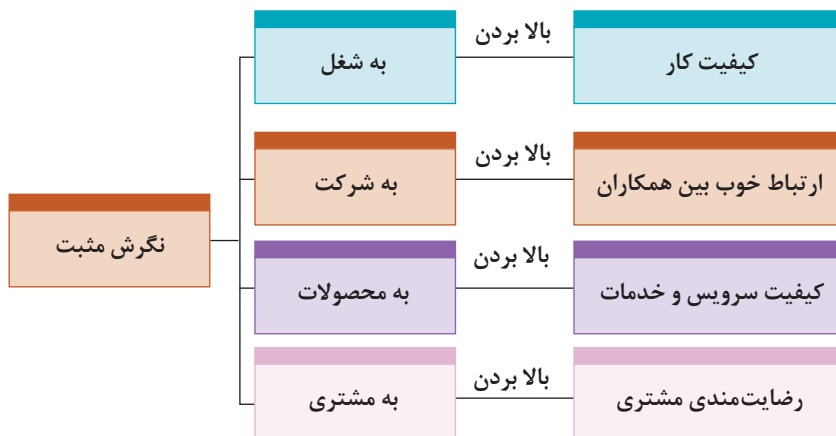 نگرش مثبت
به شغل
بالا بردن
کیفیت کار
به شرکت
بالا بردن
ارتباط خوب بین همکاران
به محصولات
بالا بردن
کیفیت سرویس و خدمات
به مشتری
بالا بردن
رضایت‌مندی مشتری